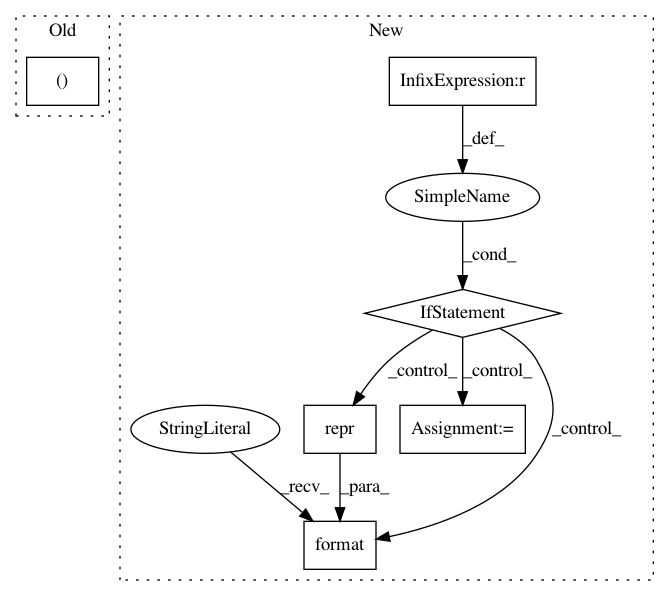 Old
New
()
InfixExpression:r
_def_
SimpleName
_cond_
IfStatement
_control_
_control_
_control_
StringLiteral
repr
Assignment:=
_recv_
_para_
format